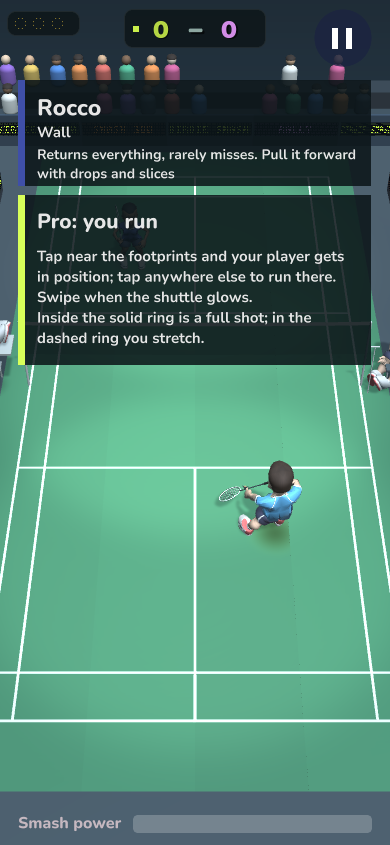 0 – 0
Rocco
Wall
Returns everything, rarely misses. Pull it forward
with drops and slices
Pro: you run
Tap near the footprints and your player gets
in position; tap anywhere else to run there.
Swipe when the shuttle glows.
Inside the solid ring is a full shot; in the
dashed ring you stretch.
Smash power